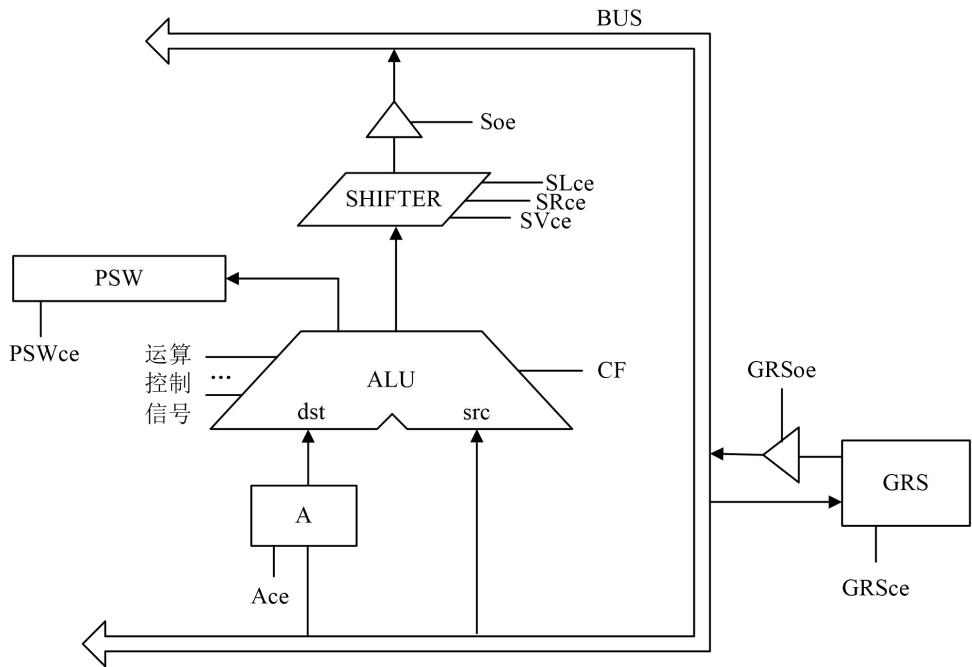 BUS
Soe
SLce
SHIFTER
SRce
SVce
PSW
PSWce
运算
…
控制
信号
ALU
CF
dst
src
GRSoe
GRS
A
Ace
GRSce